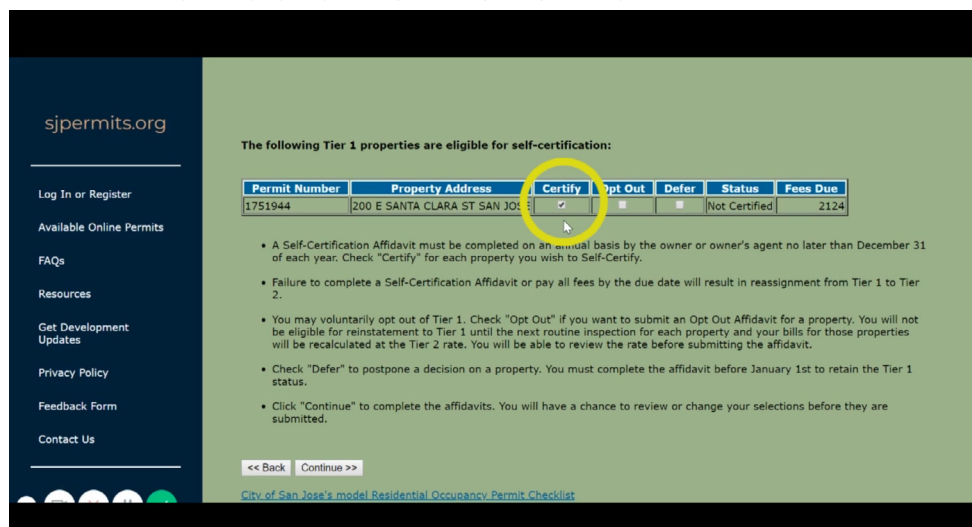 sjpermits.org
Log In or Register
Available Online Permits
FAQs
Resources
Get Development
Updates
Privacy Policy
Feedback Form
Contact Us
The following Tier 1 properties are eligible for self-certification:
Permit Number Property Address Certify Opt Out Defer Status Fees Due
1751944 200 E SANTA CLARA ST SAN JOSE Not Certified 2124
• A Self-Certification Affidavit must be completed on an annual basis by the owner or owner's agent no later than December 31
of each year. Check "Certify" for each property you wish to Self-Certify.
• Failure to complete a Self-Certification Affidavit or pay all fees by the due date will result in reassignment from Tier 1 to Tier
2.
• You may voluntarily opt out of Tier 1. Check "Opt Out" if you want to submit an Opt Out Affidavit for a property. You will not
be eligible for reinstatement to Tier 1 until the next routine inspection for each property and your bills for those properties
will be recalculated at the Tier 2 rate. You will be able to review the rate before submitting the affidavit.
• Check "Defer" to postpone a decision on a property. You must complete the affidavit before January 1st to retain the Tier 1
status.
• Click "Continue" to complete the affidavits. You will have a chance to review or change your selections before they are
submitted.
<< Back Continue >>
City of San Jose's model Residential Occupancy Permit Checklist